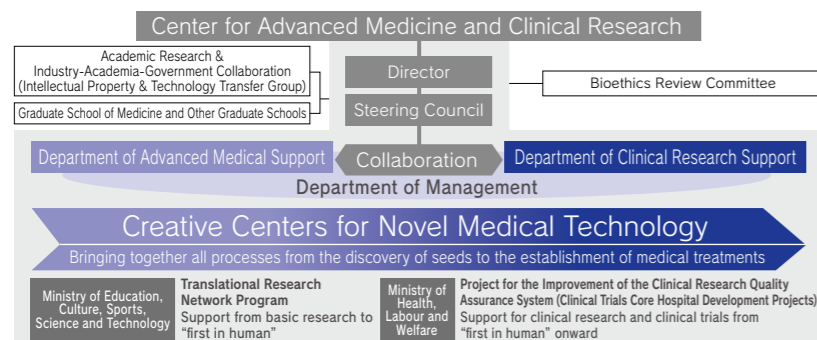 Center for Advanced Medicine and Clinical Research
Academic Research &
Industry-Academia-Government Collaboration
(Intellectual Property & Technology Transfer Group)
Graduate School of Medicine and Other Graduate Schools
Director
Steering Council
Bioethics Review Committee
Department of Advanced Medical Support
Collaboration
Department of Clinical Research Support
Department of Management
Creative Centers for Novel Medical Technology
Bringing together all processes from the discovery of seeds to the establishment of medical treatments
Ministry of Education,
Culture, Sports,
Science and Technology
Translational Research
Network Program
Support from basic research to
“first in human”
Ministry of
Health,
Labour and
Welfare
Project for the Improvement of the Clinical Research Quality
Assurance System (Clinical Trials Core Hospital Development Projects)
Support for clinical research and clinical trials from
“first in human” onward